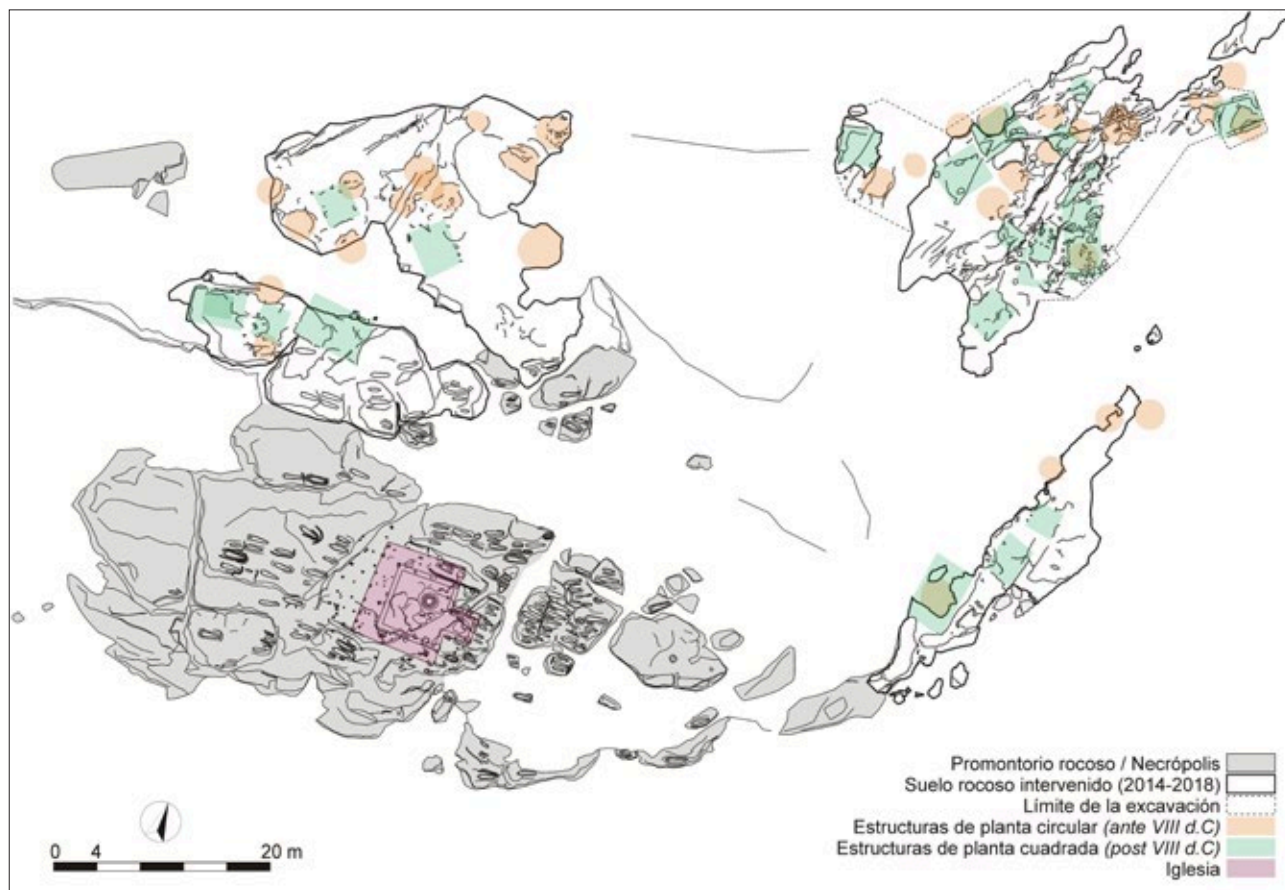 Promontorio rocoso / Necrópolis
Suelo rocoso intervenido (2014-2018)
Límite de la excavación
Estructuras de planta circular (ante VIII d.C)
Estructuras de planta cuadrada (post VIII d.C)
Iglesia
0 4 20 m